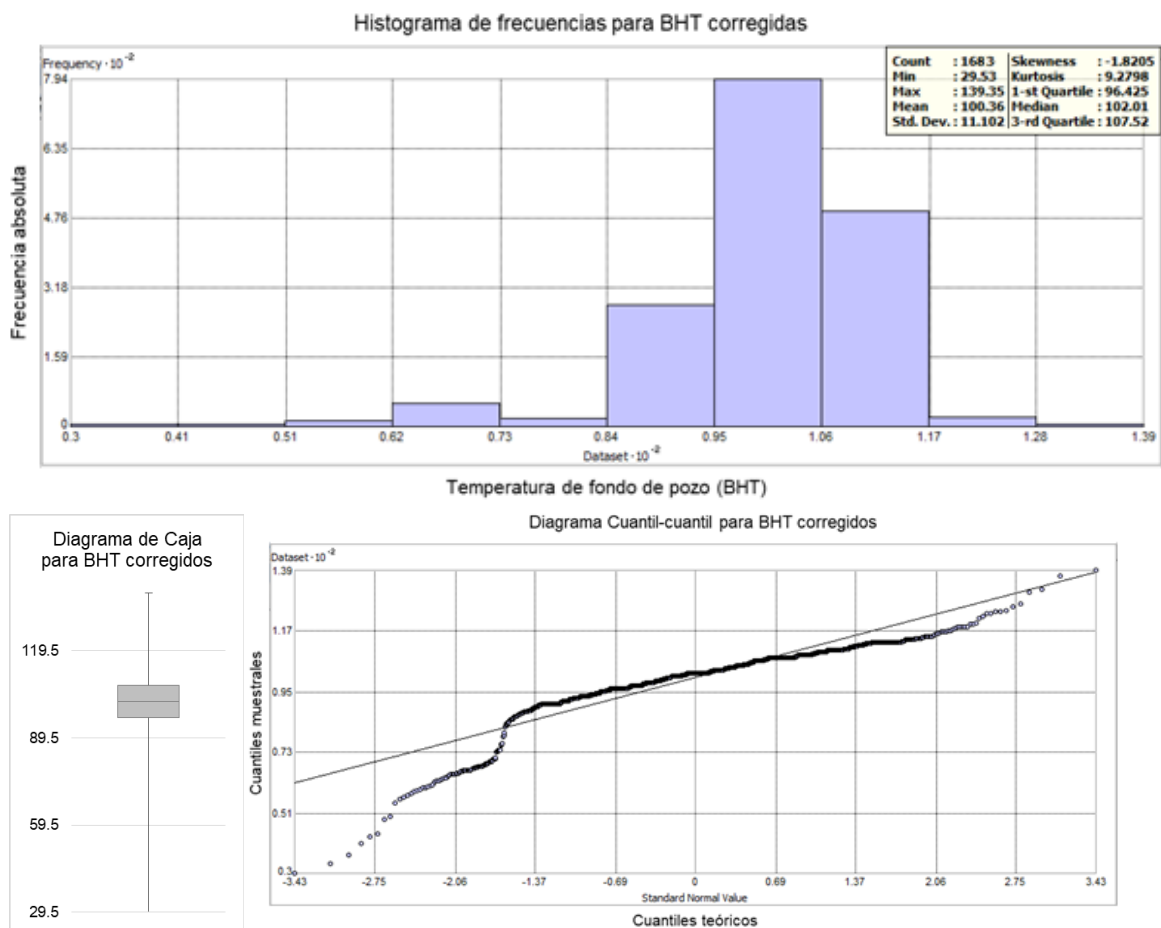 Histograma de frecuencias para BHT corregidas
Frequency · 10 -2
Count : 1683 Skewness : -1.8205
Min : 29.53 Kurtosis : 9.2798
Max : 139.35 1-st Quartile : 96.425
Mean : 100.36 Median : 102.01
Std. Dev. : 11.102 3-rd Quartile : 107.52
7.94
6.35
4.76
3.18
1.59
0
Frecuencia absoluta
0.3 0.41 0.51 0.62 0.73 0.84 0.95 1.06 1.17 1.28 1.39
Dataset · 10 -2
Temperatura de fondo de pozo (BHT)
Diagrama de Caja
para BHT corregidos
119.5
89.5
59.5
29.5
Diagrama Cuantil-cuantil para BHT corregidos
Dataset · 10 -2
1.39
1.17
0.95
0.73
0.51
0.3
Cuantiles muestrales
-3.43 -2.75 -2.06 -1.37 -0.69 0 0.69 1.37 2.06 2.75 3.43
Standard Normal Value
Cuantiles teóricos